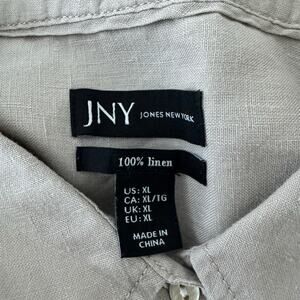 JNY JONES NEW YORK
100% linen
US: XL
CA: XL/TG
UK: XL
EU: XL
MADE IN
CHINA